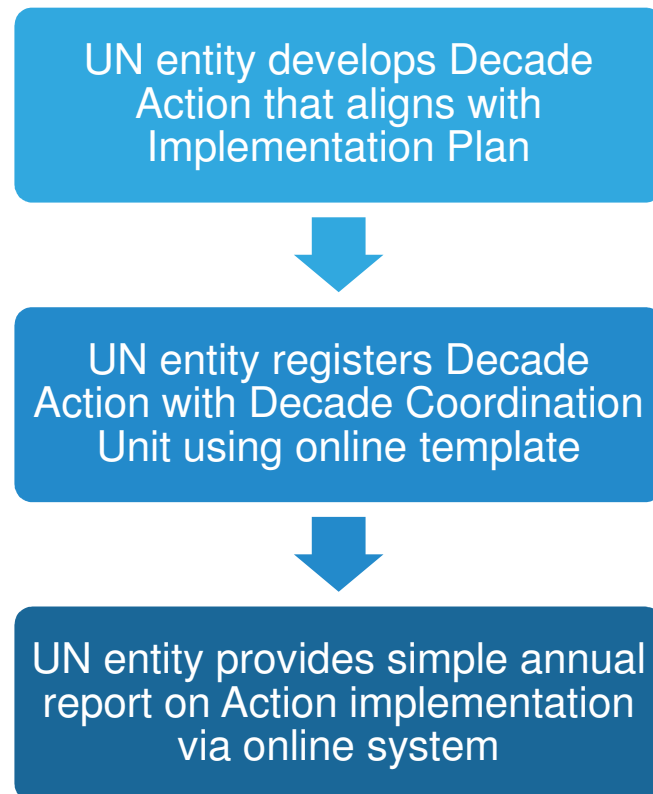 UN entity develops Decade
Action that aligns with
Implementation Plan
UN entity registers Decade
Action with Decade Coordination
Unit using online template
UN entity provides simple annual
report on Action implementation
via online system